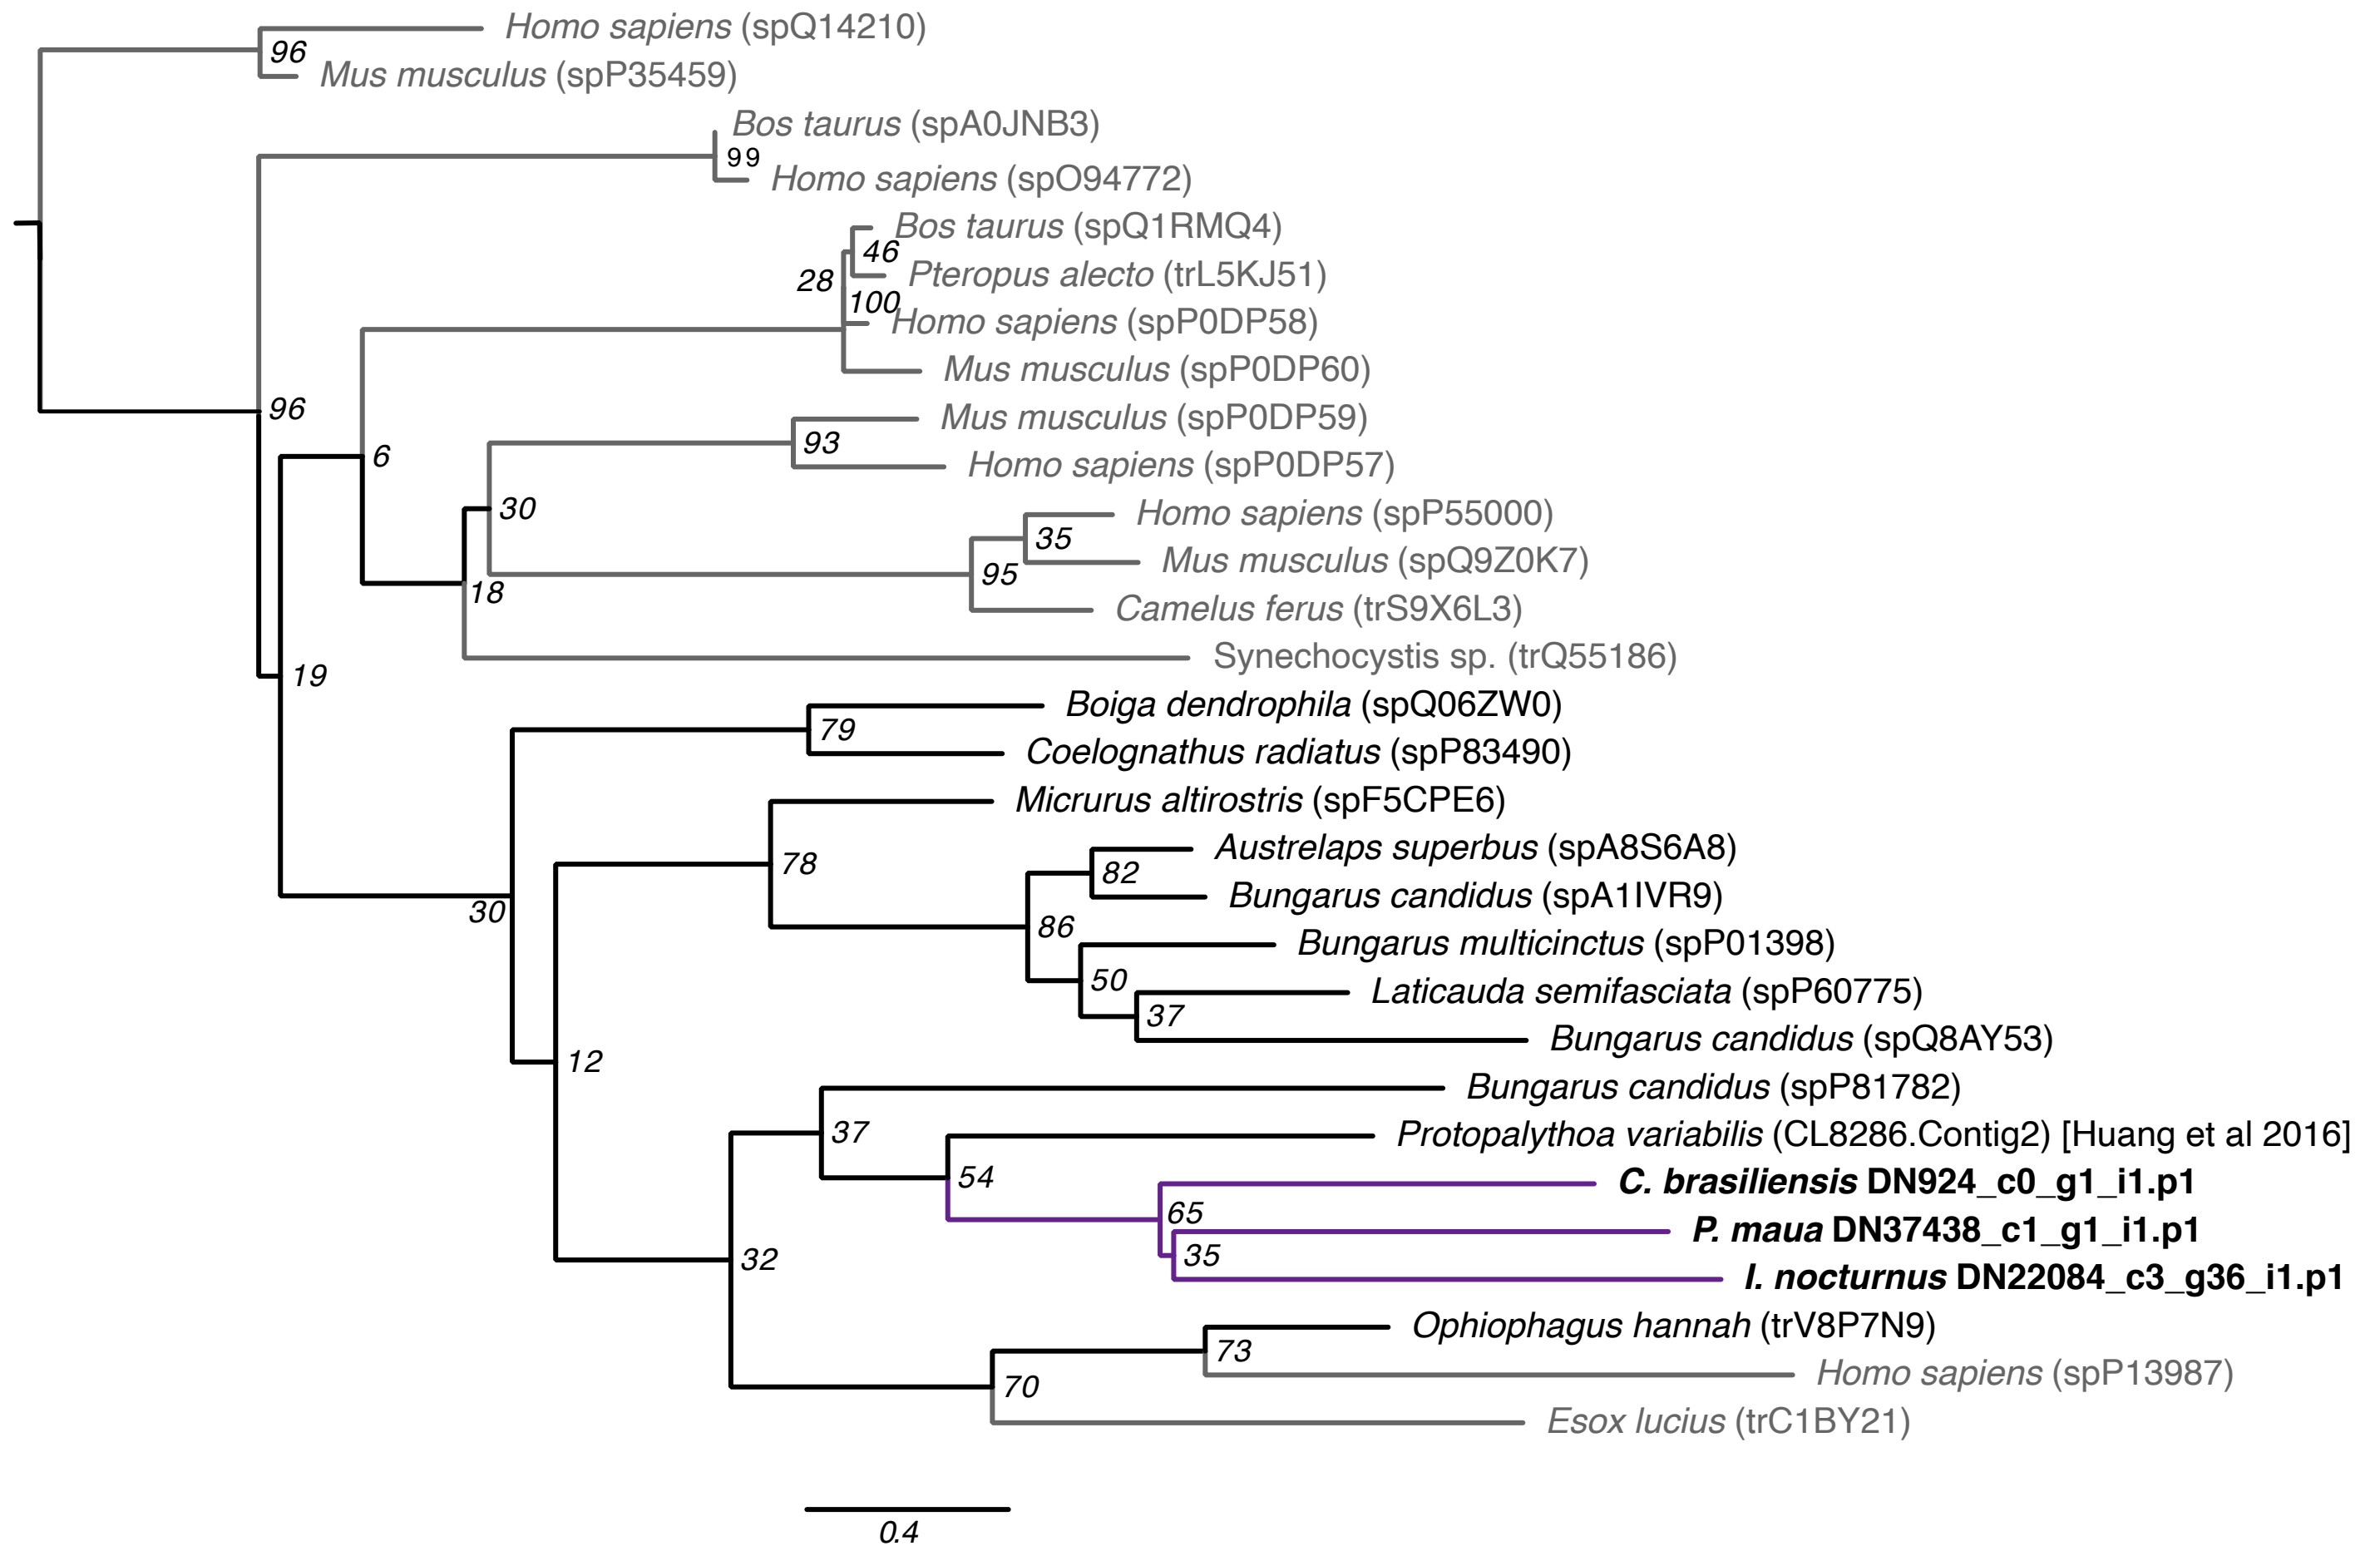 Homo sapiens (spQ14210)
96
Mus musculus (spP35459)
Bos taurus (spA0JNB3)
99
Homo sapiens (spO94772)
Bos taurus (spQ1RMQ4)
46
Pteropus alecto (trL5KJ51)
28
100
Homo sapiens (spP0DP58)
Mus musculus (spP0DP60)
96
Mus musculus (spP0DP59)
93
6
Homo sapiens (spP0DP57)
30
Homo sapiens (spP55000)
35
Mus musculus (spQ9Z0K7)
95
18
Camelus ferus (trS9X6L3)
Synechocystis sp. (trQ55186)
19
Boiga dendrophila (spQ06ZW0)
79
Coelognathus radiatus (spP83490)
Micrurus altirostris (spF5CPE6)
Austrelaps superbus (spA8S6A8)
78
82
Bungarus candidus (spA1IVR9)
30
86
Bungarus multicinctus (spP01398)
50
Laticauda semifasciata (spP60775)
37
Bungarus candidus (spQ8AY53)
12
Bungarus candidus (spP81782)
37
Protopalythoa variabilis (CL8286.Contig2) [Huang et al 2016]
54
C. brasiliensis DN924_c0_g1_i1.p1
65
P. maua DN37438_c1_g1_i1.p1
35
32
I. nocturnus DN22084_c3_g36_i1.p1
Ophiophagus hannah (trV8P7N9)
73
Homo sapiens (spP13987)
70
Esox lucius (trC1BY21)
0.4